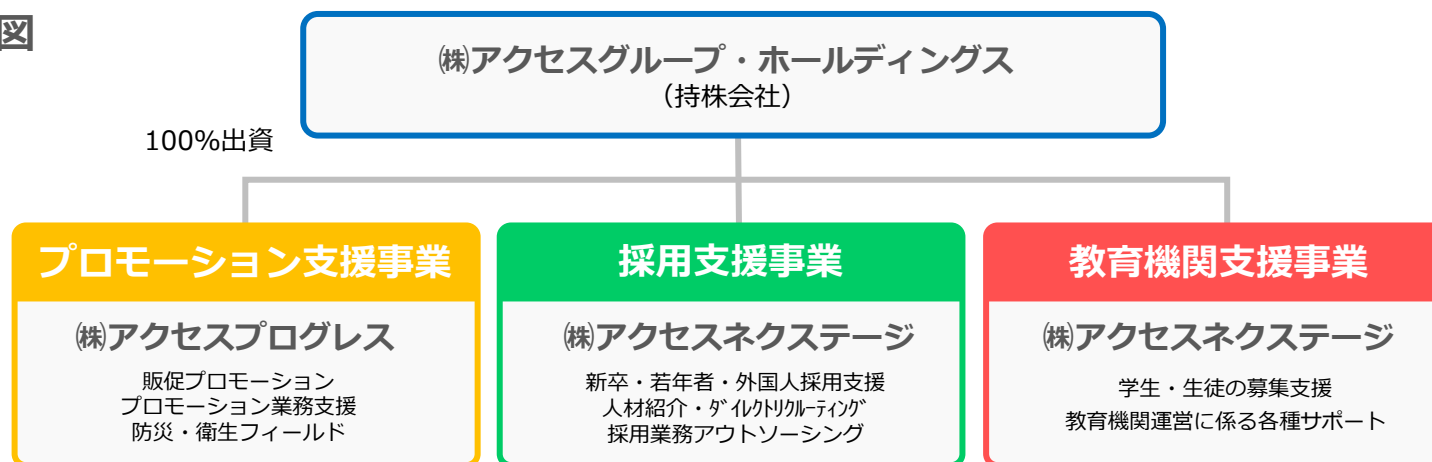 図
㈱アクセスグループ・ホールディングス
（持株会社）
100%出資
プロモーション支援事業
㈱アクセスプログレス
販促プロモーション
プロモーション業務支援
防災・衛生フィールド
採用支援事業
㈱アクセスネクステージ
新卒・若年者・外国人採用支援
人材紹介・ﾀﾞｲﾚｸﾄﾘｸﾙｰﾃｨﾝｸﾞ
採用業務アウトソーシング
教育機関支援事業
㈱アクセスネクステージ
学生・生徒の募集支援
教育機関運営に係る各種サポート